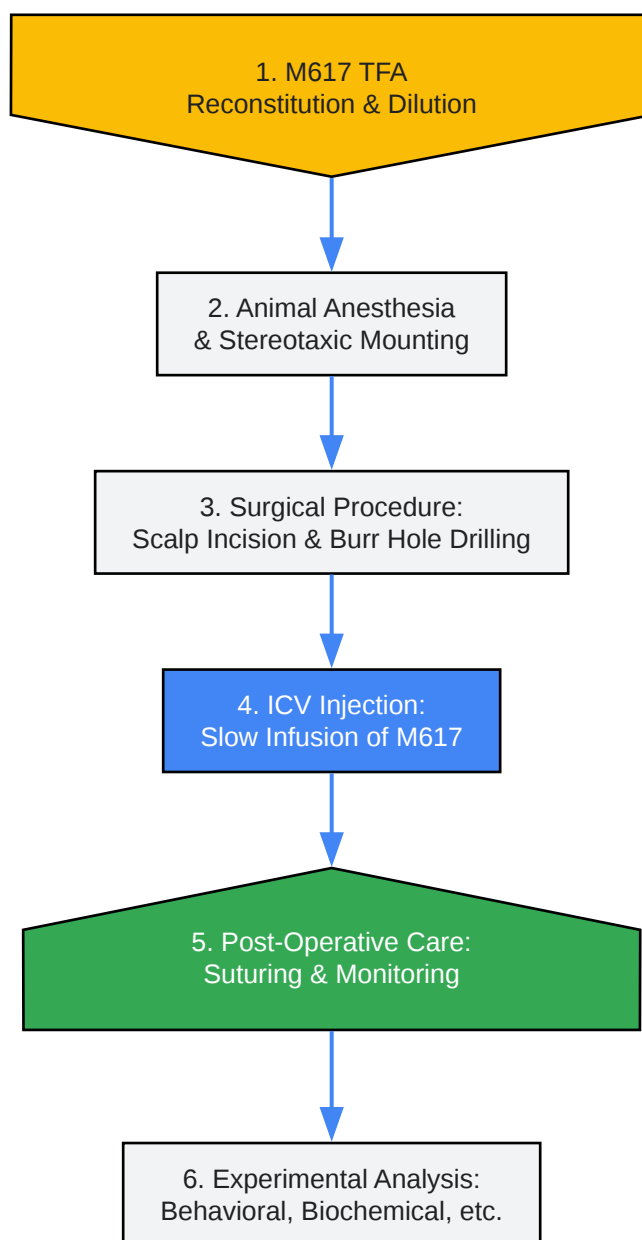 1. M617 TFA
Reconstitution & Dilution
2. Animal Anesthesia
& Stereotaxic Mounting
3. Surgical Procedure:
Scalp Incision & Burr Hole Drilling
4. ICV Injection:
Slow Infusion of M617
5. Post-Operative Care:
Suturing & Monitoring
6. Experimental Analysis:
Behavioral, Biochemical, etc.